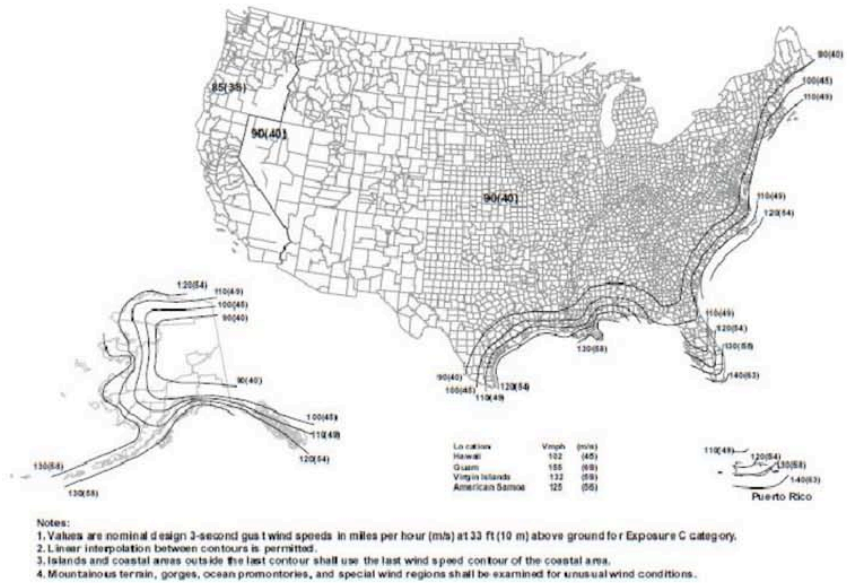 90(40)
100(45)
110(49)
85(38)
90(40)
90(40)
110(49)
120(54)
120(54)
110(49)
100(45)
90(40)
110(49)
120(54)
130(58)
130(58)
140(63)
90(40)
100(45)
110(49)
120(54)
90(40)
100(45)
110(49)
120(54)
130(58)
130(58)
Location Vmph (m/s)
Hawaii 102 (45)
Guam 155 (69)
Virgin Islands 132 (59)
American Samoa 125 (56)
110(49)
120(54)
130(58)
140(63)
Puerto Rico
Notes:
1. Values are nominal design 3-second gust wind speeds in miles per hour (m/s) at 33 ft (10 m) above ground for Exposure C category.
2. Linear interpolation between contours is permitted.
3. Islands and coastal areas outside the last contour shall use the last wind speed contour of the coastal area.
4. Mountainous terrain, gorges, ocean promontories, and special wind regions shall be examined for unusual wind conditions.